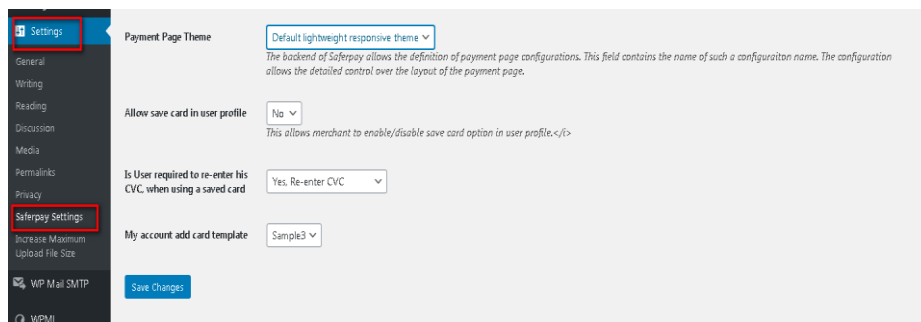 Settings
General
Writing
Reading
Discussion
Media
Permalinks
Privacy
Saferpay Settings
Increase Maximum
Upload File Size
WP Mail SMTP
WPML
Payment Page Theme
Default lightweight responsive theme
The backend of Saferpay allows the definition of payment page configurations. This field contains the name of such a configuraiton name. The configuration
allows the detailed control over the layout of the payment page.
Allow save card in user profile
No
This allows merchant to enable/disable save card option in user profile.</i>
Is User required to re-enter his
CVC, when using a saved card
Yes, Re-enter CVC
My account add card template
Sample3
Save Changes